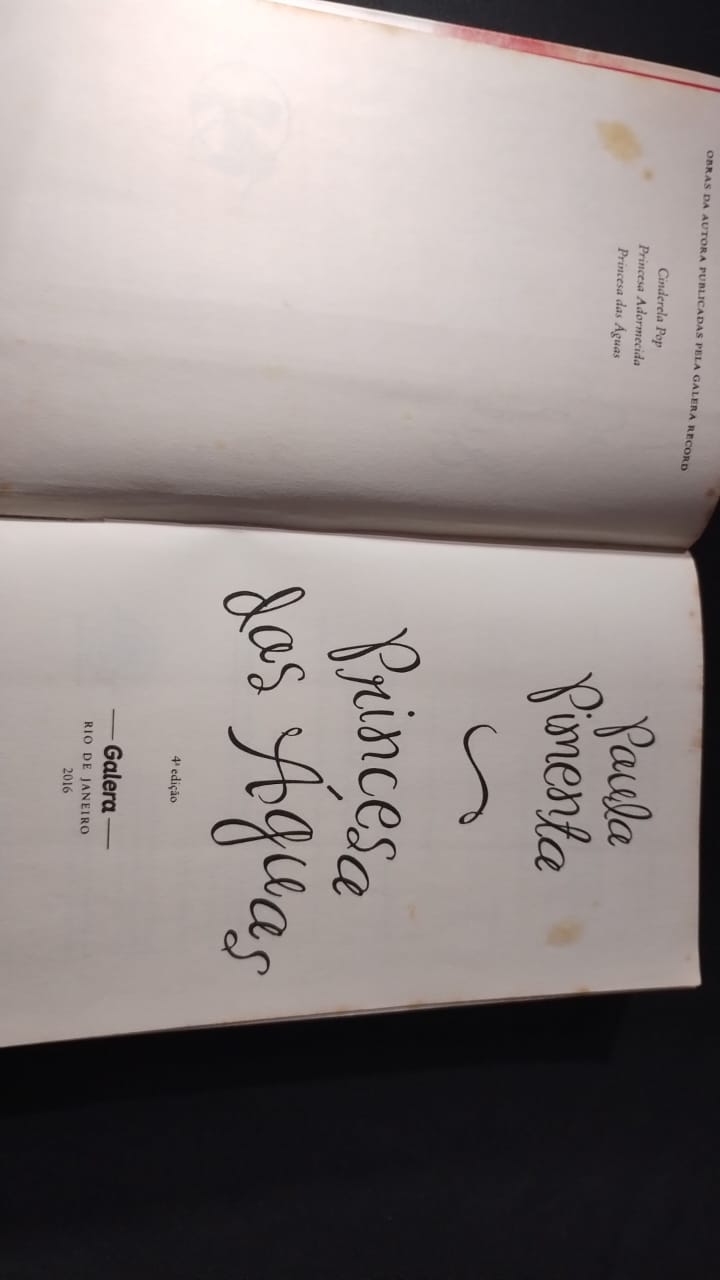 OBRAS DA AUTORA PUBLICADAS PELA GALERA RECORD
Cinderela Pop
Princesa Adormecida
Princesa das Águas
Paula
Pimenta
Princesa
das Águas
4ª edição
Galera
RIO DE JANEIRO
2016